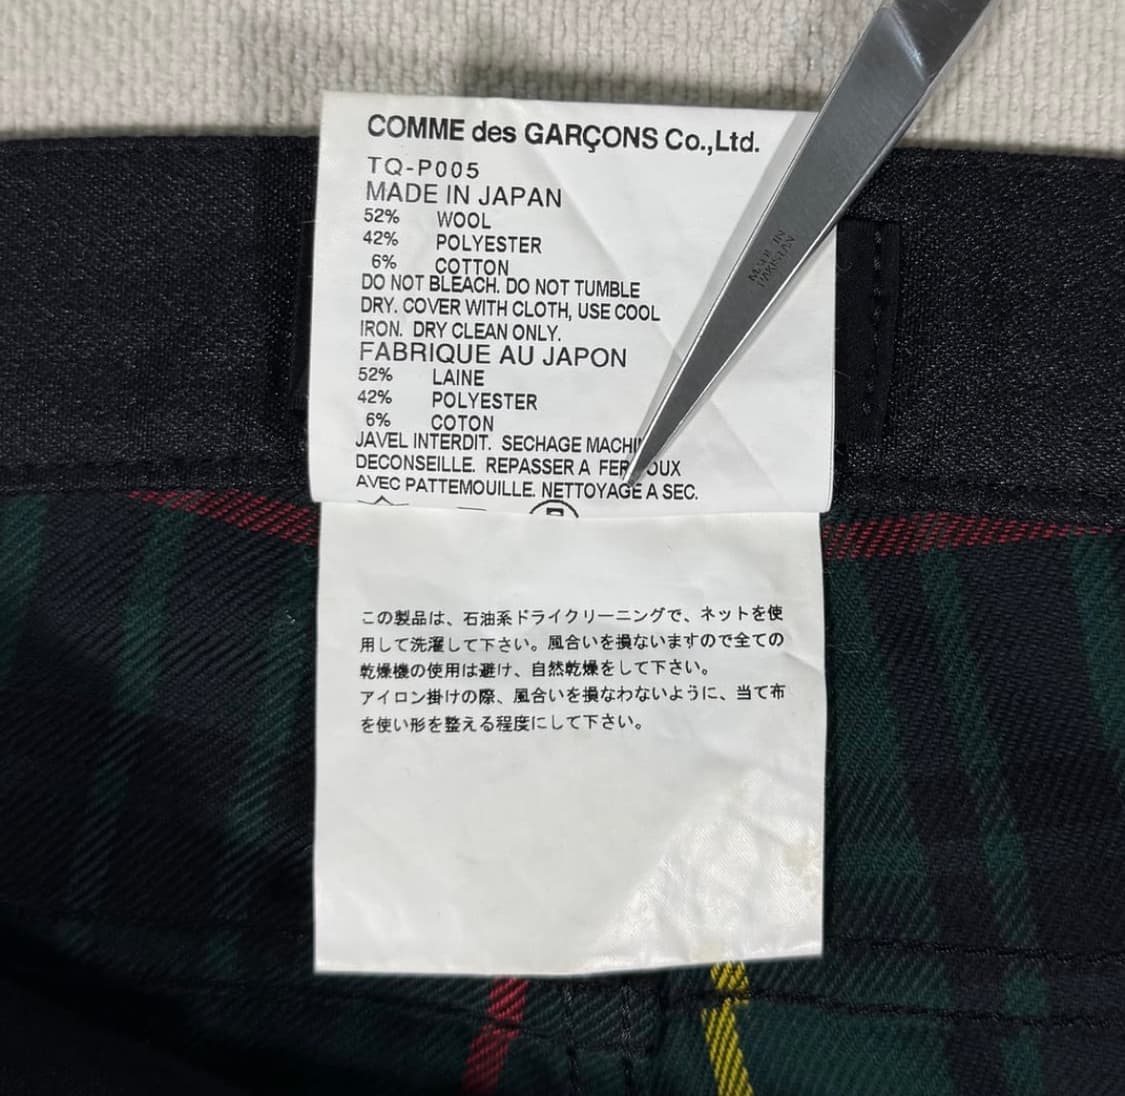 COMME des GARÇONS Co.,Ltd.
TQ-P005
MADE IN JAPAN
52% WOOL
42% POLYESTER
6% COTTON
DO NOT BLEACH. DO NOT TUMBLE
DRY. COVER WITH CLOTH, USE COOL
IRON. DRY CLEAN ONLY.
FABRIQUE AU JAPON
52% LAINE
42% POLYESTER
6% COTON
JAVEL INTERDIT. SECHAGE
DECONSEILLE. REPASSER A
AVEC PATTEMOUILLE. NETTOYAGE A SEC.
MADE IN
PAKISTAN
この製品は、石油系ドライクリーニングで、ネットを使
用して洗濯して下さい。風合いを損ないますので全ての
乾燥機の使用は避け、自然乾燥をして下さい。
アイロン掛けの際、風合いを損なわないように、当て布
を使い形を整える程度にして下さい。